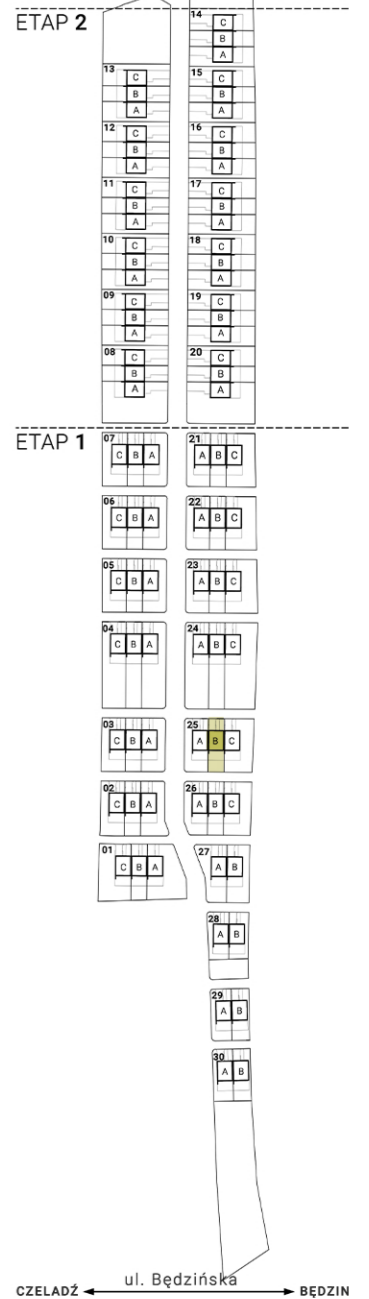 14
ETAP 2
C
B
A
13
C
B
A
15
C
B
A
12
C
B
A
16
C
B
A
11
C
B
A
17
C
B
A
10
C
B
A
18
C
B
A
09
C
B
A
19
C
B
A
08
C
B
A
20
C
B
A
ETAP 1
07
C B A
21
A B C
06
C B A
22
A B C
05
C B A
23
A B C
04
C B A
24
A B C
03
C B A
25
A B C
02
C B A
26
A B C
01
C B A
27
A B
28
A B
29
A B
30
A B
ul. Będzińska
CZELADŹ
BĘDZIN